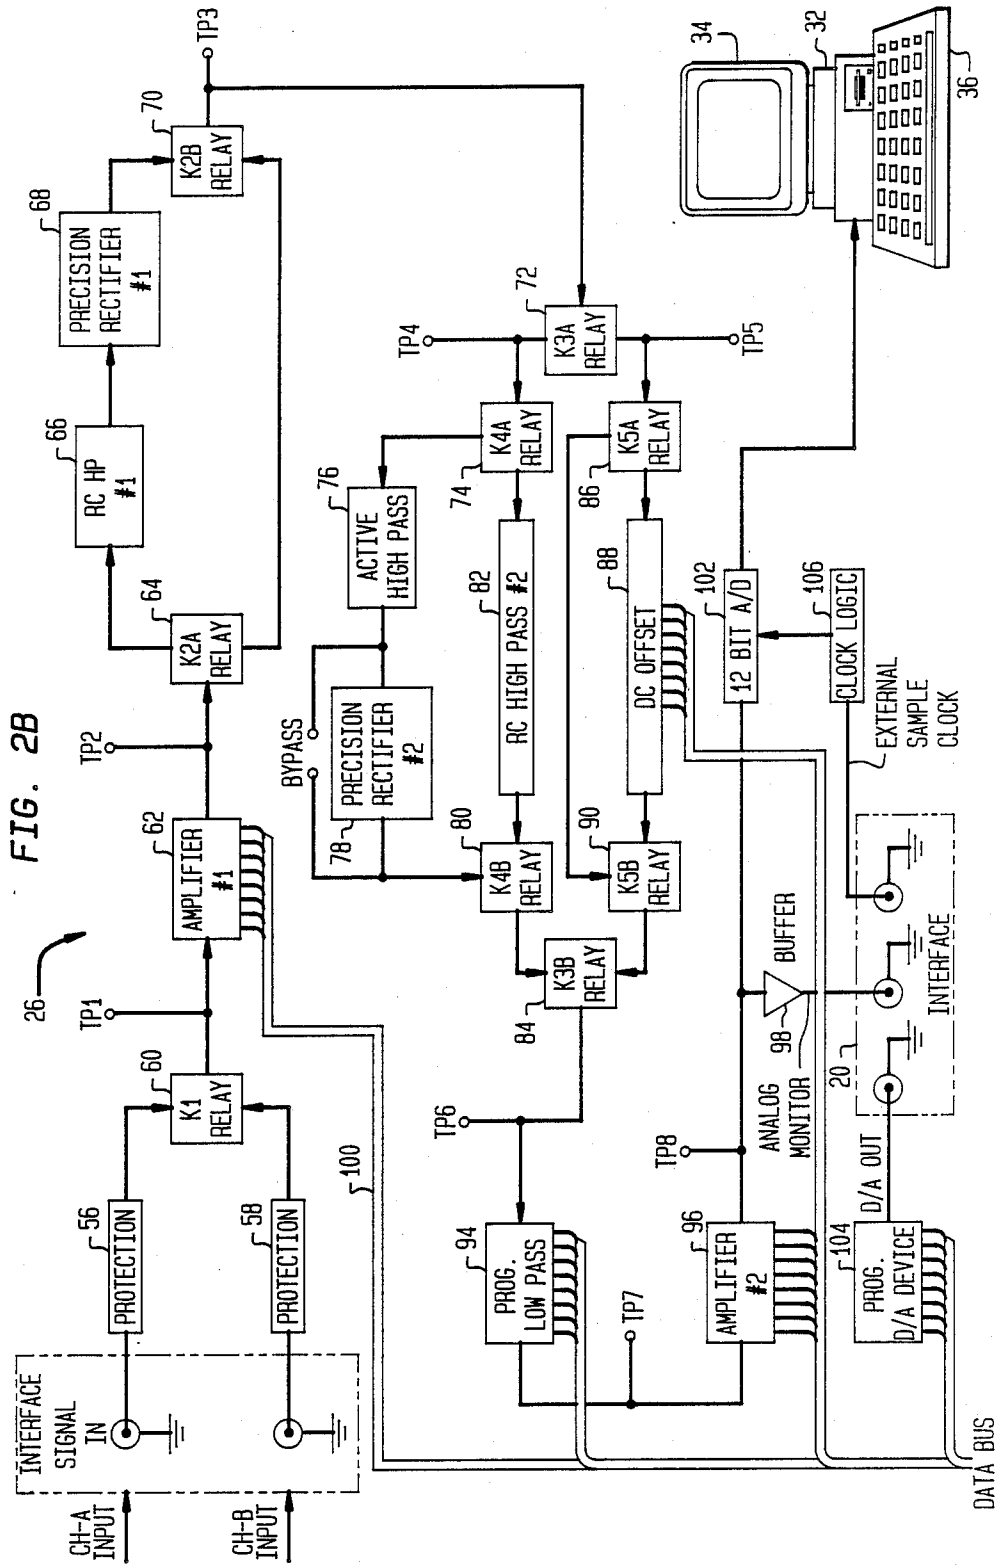 FIG. 2B
26
CH-A
INPUT
CH-B
INPUT
INTERFACE
SIGNAL
IN
56
PROTECTION
58
PROTECTION
60
K1
RELAY
TP1
62
AMPLIFIER
#1
TP2
64
K2A
RELAY
66
RC HP
#1
68
PRECISION
RECTIFIER
#1
70
K2B
RELAY
TP3
100
72
K3A
RELAY
TP4
TP5
74
K4A
RELAY
76
ACTIVE
HIGH PASS
BYPASS
78
PRECISION
RECTIFIER
#2
82
RC HIGH PASS #2
80
K4B
RELAY
86
K5A
RELAY
88
DC OFFSET
90
K5B
RELAY
84
K3B
RELAY
TP6
94
PROG.
LOW PASS
TP7
96
AMPLIFIER
#2
TP8
98
BUFFER
ANALOG
MONITOR
102
12 BIT A/D
106
CLOCK LOGIC
EXTERNAL
SAMPLE
CLOCK
104
PROG.
D/A DEVICE
D/A OUT
20
INTERFACE
DATA BUS
34
32
36